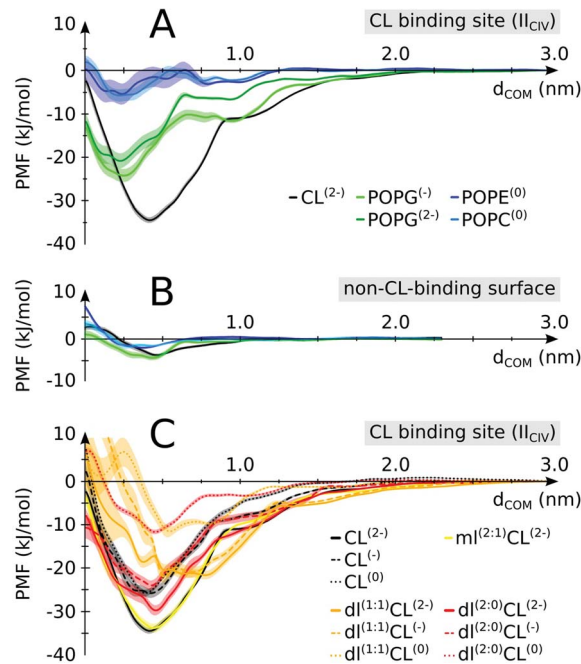 A
CL binding site (II_CIV)
10
0
-10
-20
-30
-40
1.0
2.0
3.0
d_COM (nm)
PMF (kJ/mol)
CL(2-)
POPG(-)
POPE(0)
POPG(2-)
POPC(0)
B
non-CL-binding surface
10
0
-10
1.0
2.0
3.0
d_COM (nm)
PMF (kJ/mol)
C
CL binding site (II_CIV)
10
0
-10
-20
-30
-40
1.0
2.0
3.0
d_COM (nm)
PMF (kJ/mol)
CL(2-)
ml(2:1)CL(2-)
CL(-)
CL(0)
dl(1:1)CL(2-)
dl(2:0)CL(2-)
dl(1:1)CL(-)
dl(2:0)CL(-)
dl(1:1)CL(0)
dl(2:0)CL(0)